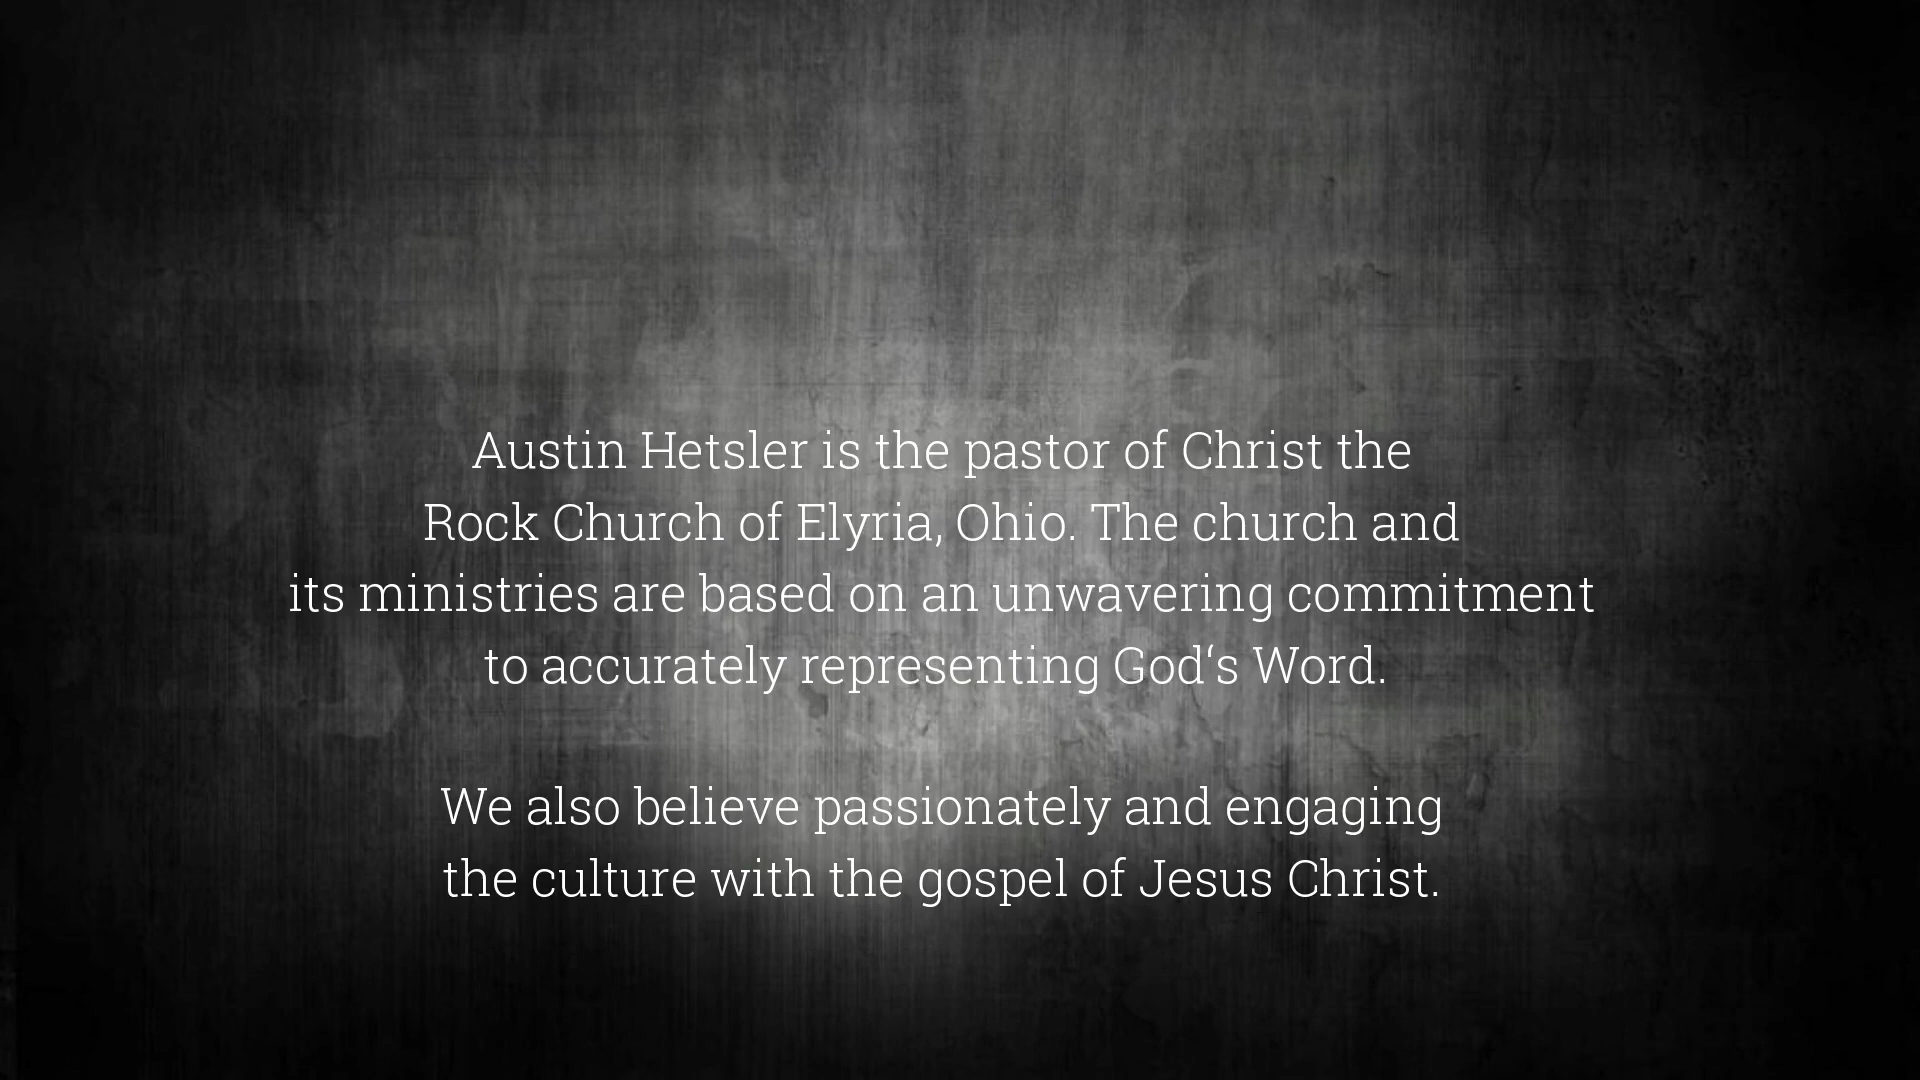 Austin Hetsler is the pastor of Christ the
Rock Church of Elyria, Ohio. The church and
its ministries are based on an unwavering commitment
to accurately representing God‘s Word.
We also believe passionately and engaging
the culture with the gospel of Jesus Christ.